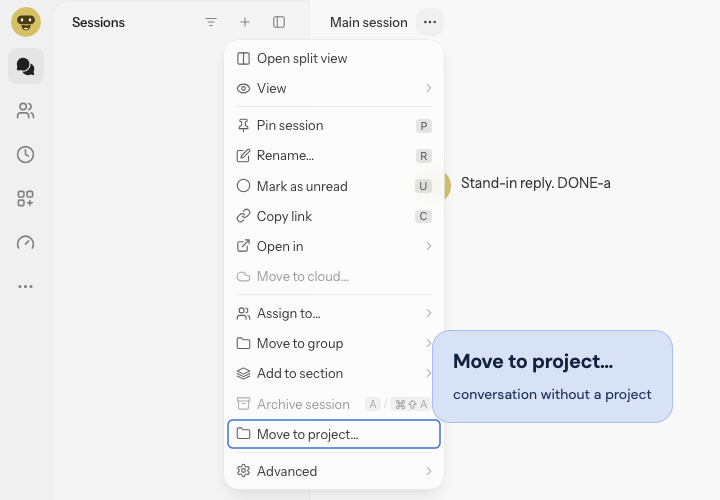 Sessions
Main session
Open split view
View
Pin session P
Rename... R
Mark as unread U
Copy link C
Open in
Move to cloud...
Assign to...
Move to group
Add to section
Archive session A / ⌘⇧A
Move to project...
Advanced
Stand-in reply. DONE-a
Move to project...
conversation without a project